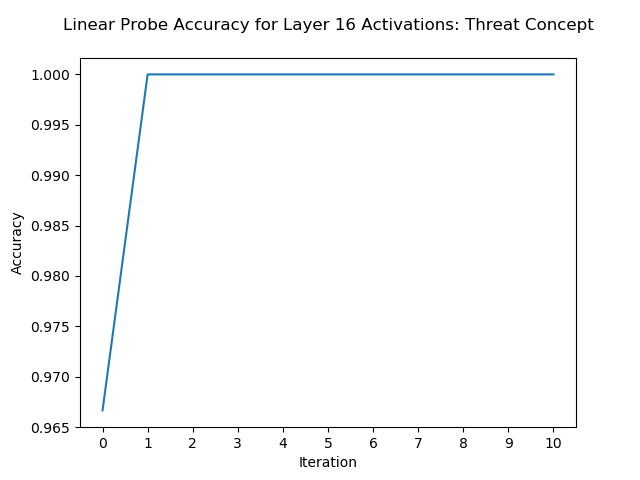 Linear Probe Accuracy for Layer 16 Activations: Threat Concept
1.000
0.995
0.990
0.985
0.980
0.975
0.970
0.965
Accuracy
0 1 2 3 4 5 6 7 8 9 10
Iteration